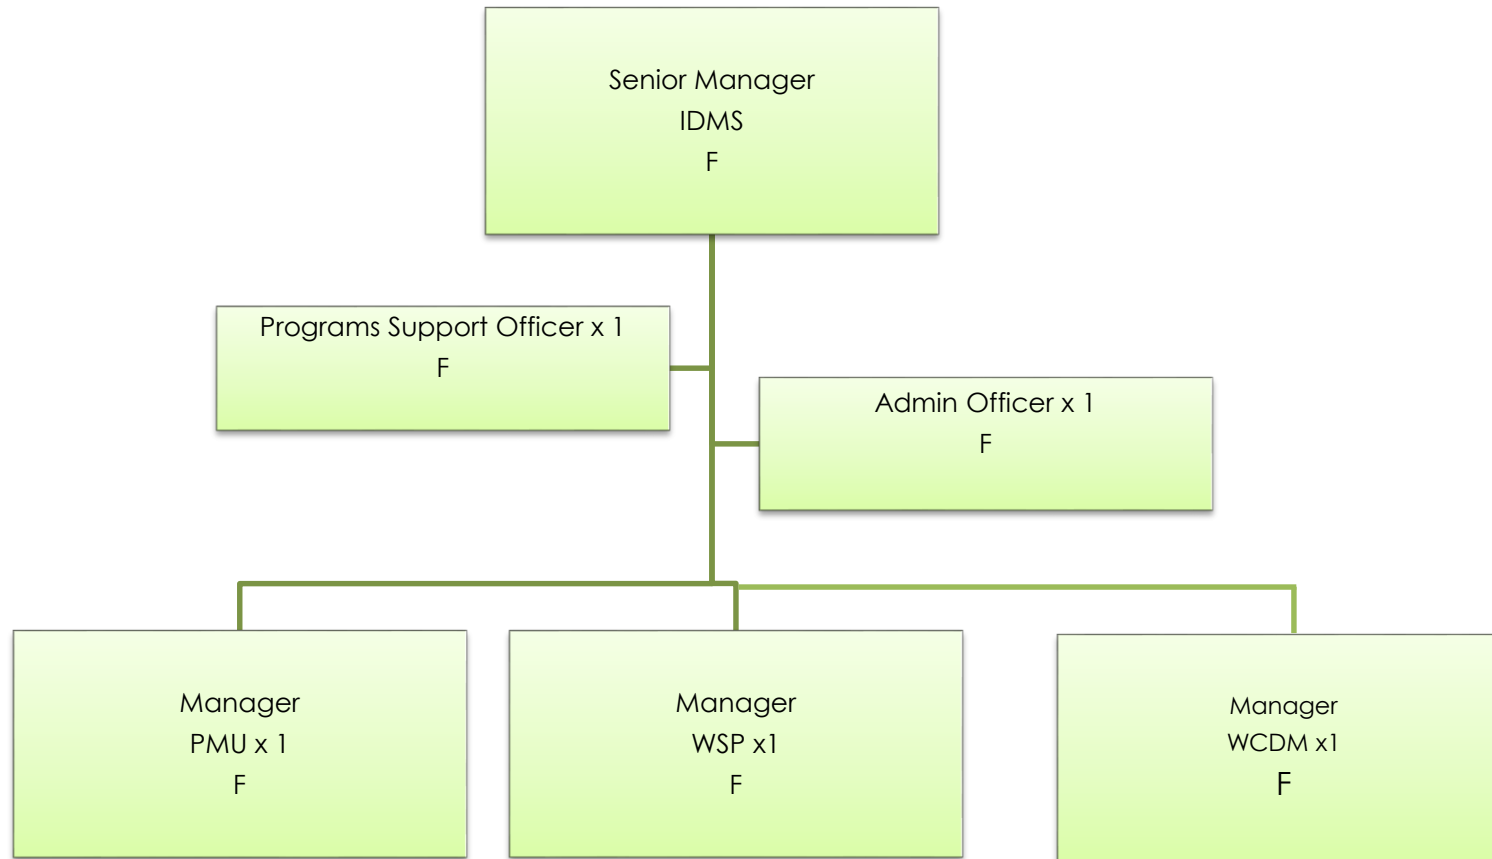 Senior Manager
IDMS
F
Programs Support Officer x 1
F
Admin Officer x 1
F
Manager
PMU x 1
F
Manager
WSP x1
F
Manager
WCDM x1
F